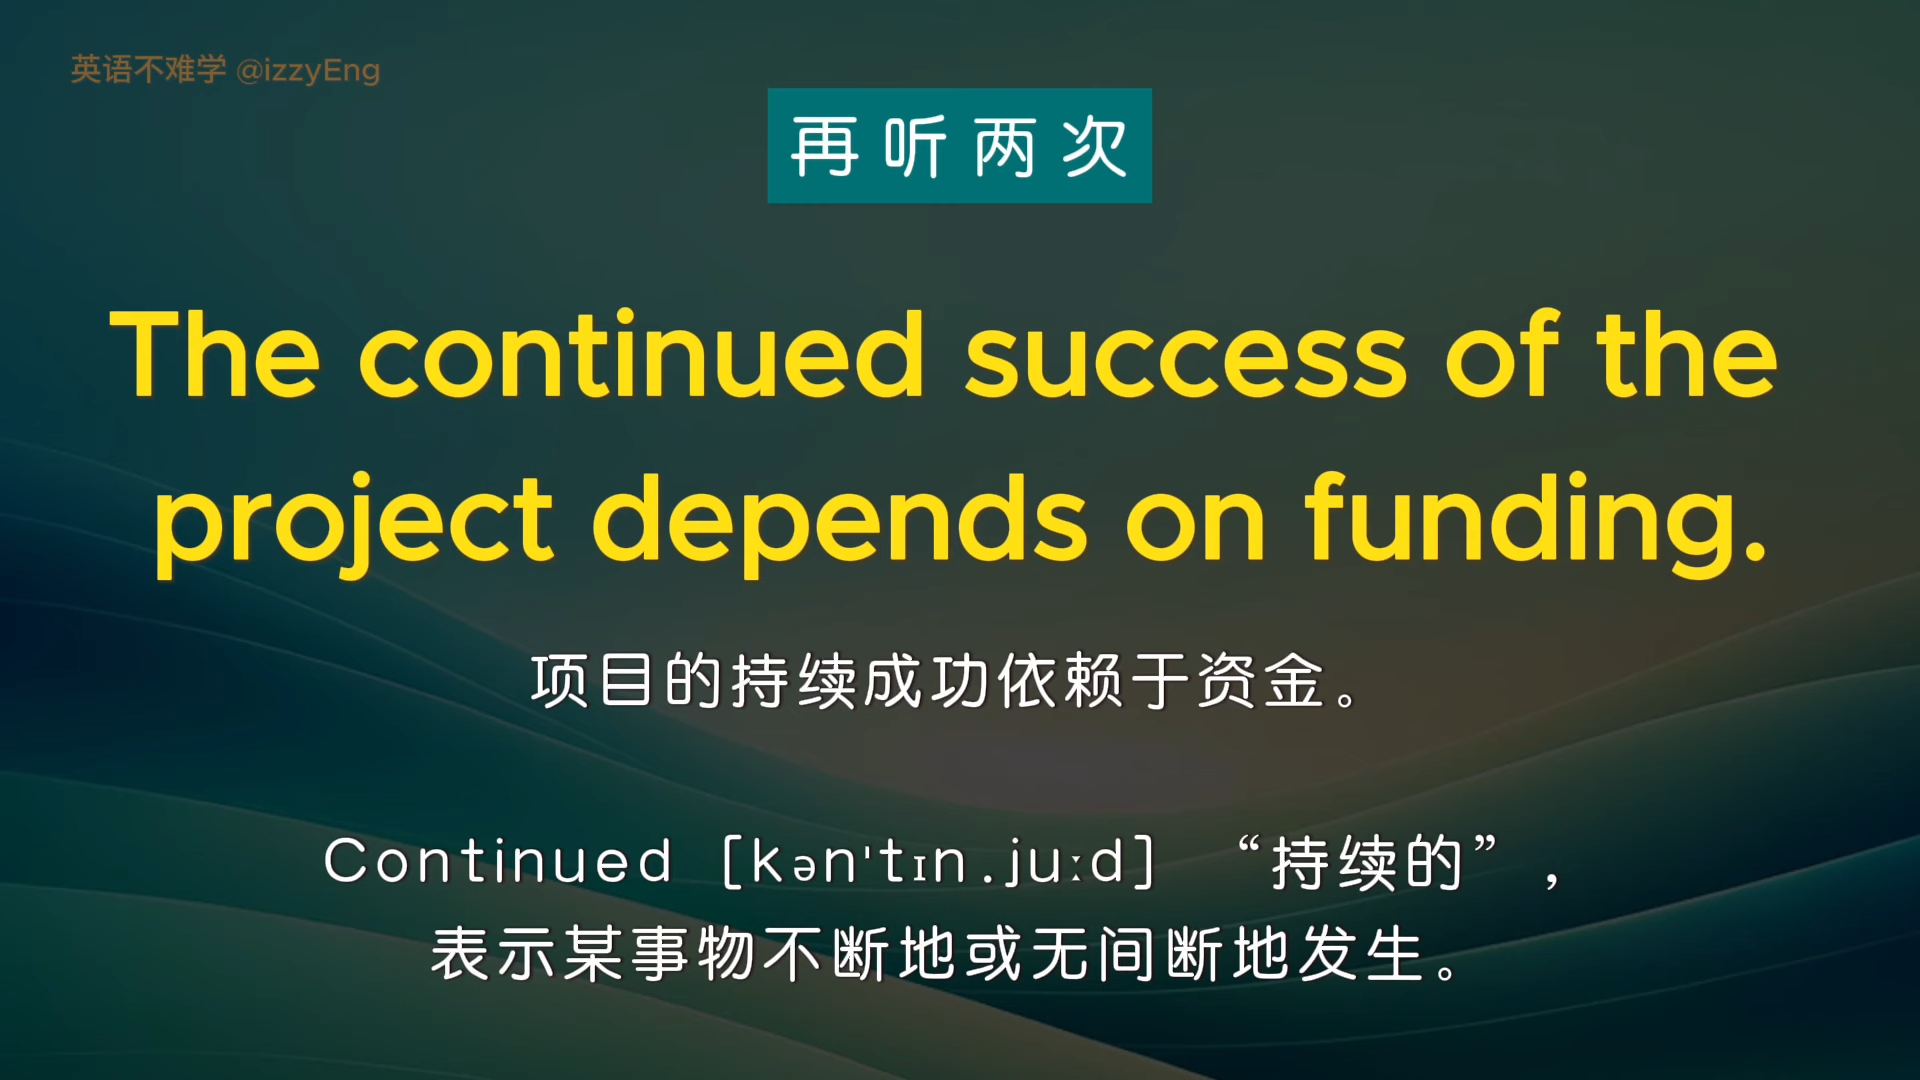 英语不难学 @izzyEng
再听两次
The continued success of the
project depends on funding.
项目的持续成功依赖于资金。
Continued [kənˈtɪn.juːd] “持续的”，
表示某事物不断地或无间断地发生。